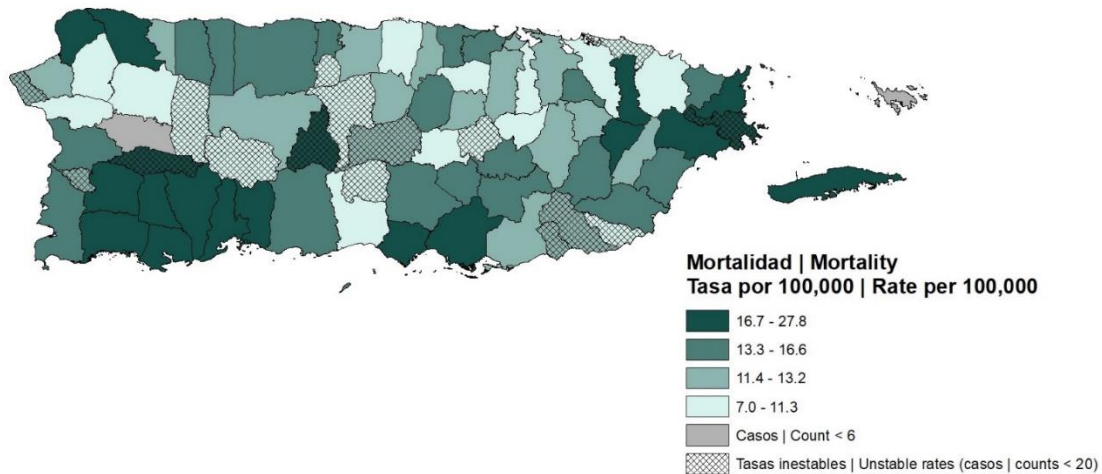 Mortalidad | Mortality
Tasa por 100,000 | Rate per 100,000
16.7 - 27.8
13.3 - 16.6
11.4 - 13.2
7.0 - 11.3
Casos | Count < 6
Tasas inestables | Unstable rates (casos | counts < 20)